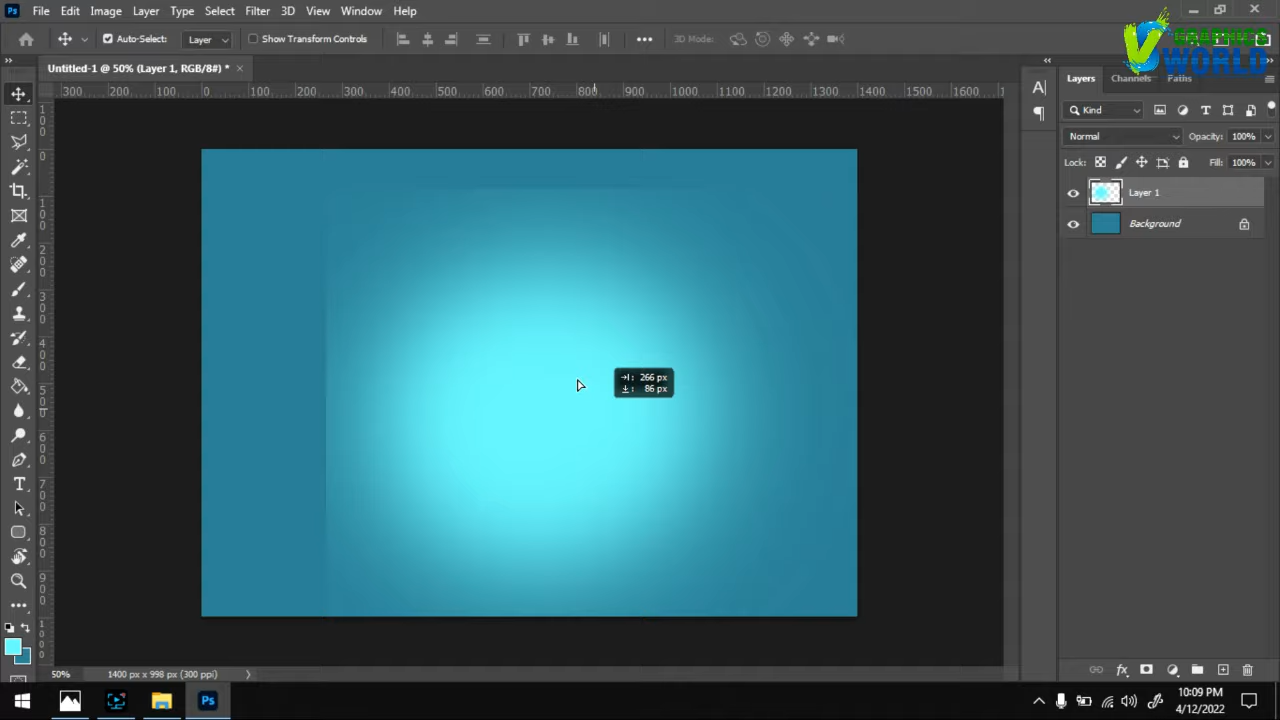 Ps File Edit Image Layer Type Select Filter 3D View Window Help
Auto-Select: Layer Show Transform Controls 3D Mode:
GRAPHICS
WORLD
Untitled-1 @ 50% (Layer 1, RGB/8#) *
Layers Channels Paths
300 200 100 0 100 200 300 400 500 600 700 800 900 1000 1100 1200 1300 1400 1500 1600
Kind
Normal Opacity: 100%
Lock: Fill: 100%
Layer 1
Background
266 px
86 px
50% 1400 px x 998 px (300 ppi)
10:09 PM
4/12/2022